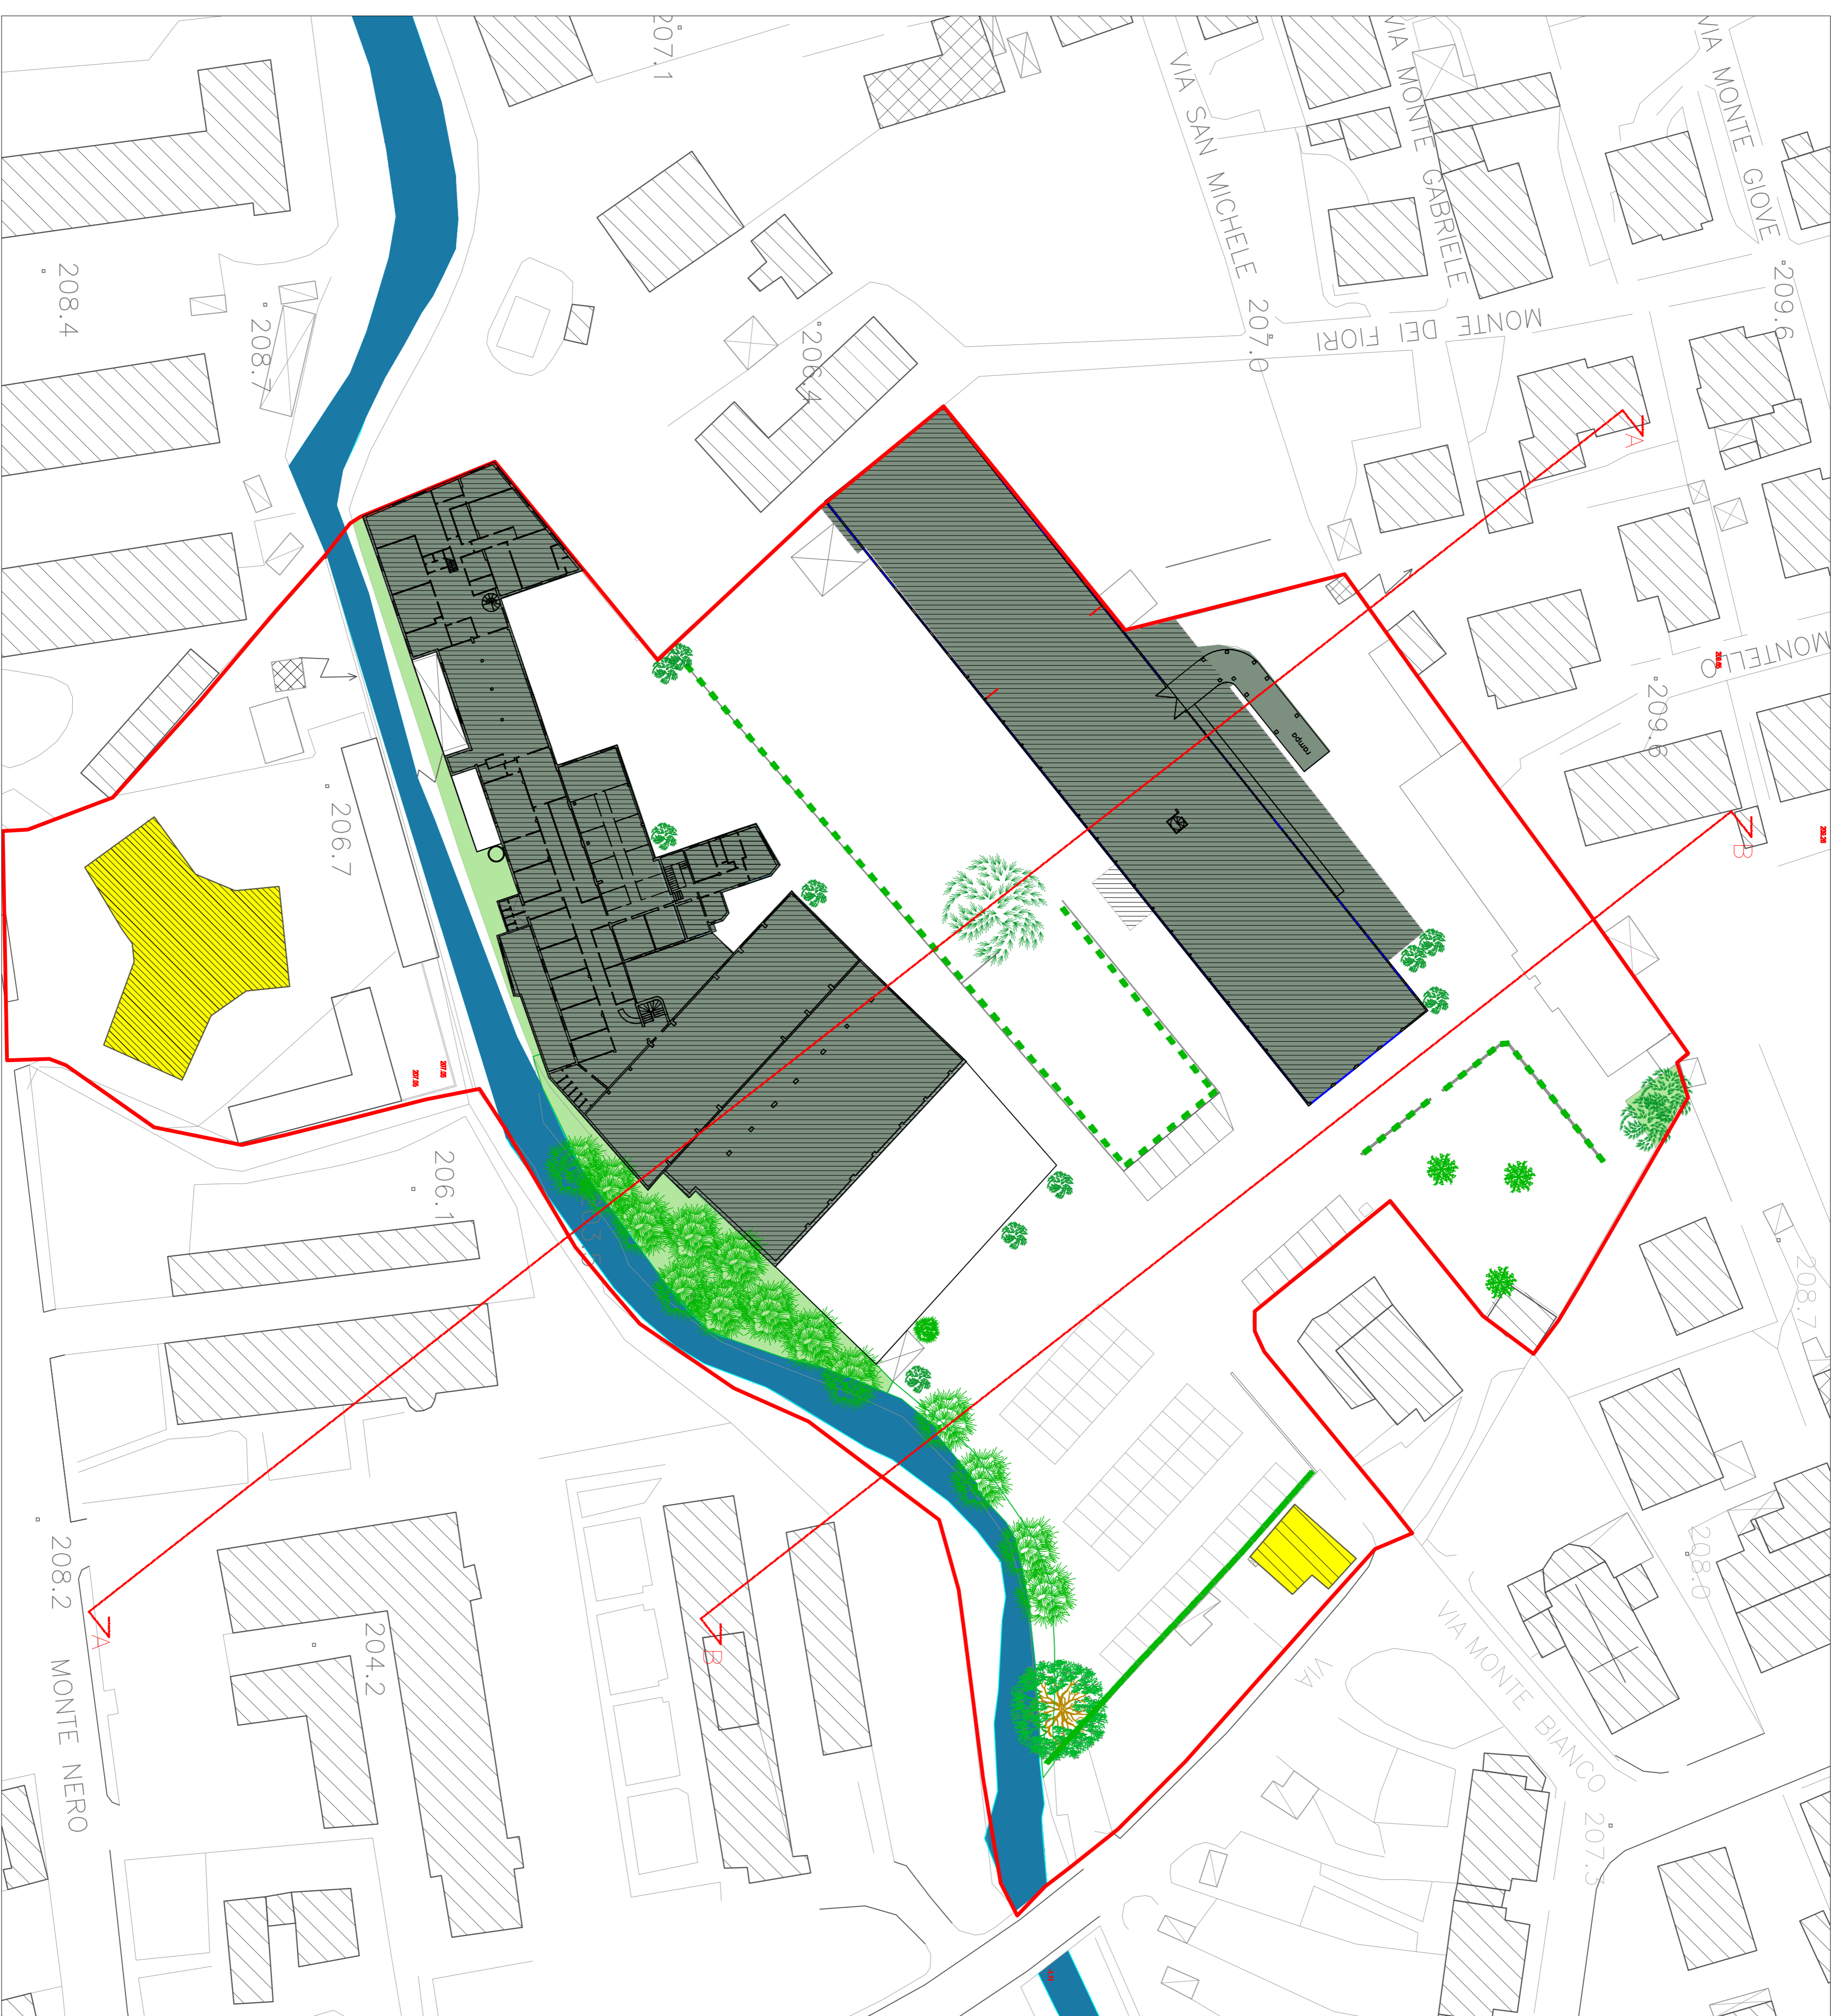 207.1
VIA SAN MICHELE
VIA MONTE GABRIELE
VIA MONTE GIOVE
208.4
208.7
206.4
207.0
MONTE DEI FIORI
209.6
A
MONTELLO
209.6
rampa
B
206.7
206.1
208.7
208.2
MONTE NERO
A
204.2
B
VIA
VIA MONTE BIANCO
208.0
207.3